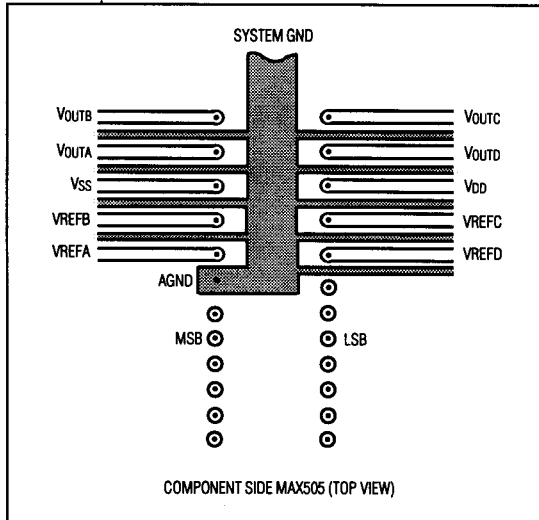 SYSTEM GND
VOUTB VOUTC
VOUTA VOUTD
VSS VDD
VREFB VREFC
VREFA VREFD
AGND
MSB LSB
COMPONENT SIDE MAX505 (TOP VIEW)